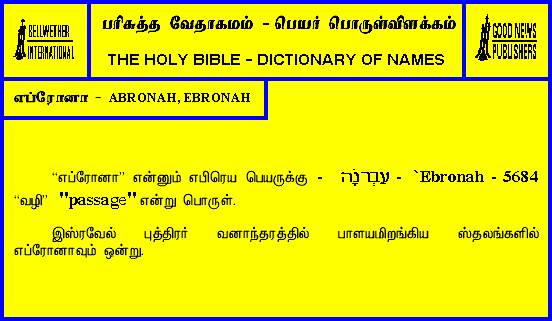 BELLWETHER
INTERNATIONAL
பரிசுத்த வேதாகமம் - பெயர் பொருள்விளக்கம்
THE HOLY BIBLE - DICTIONARY OF NAMES
GOOD NEWS
PUBLISHERS
எப்ரோனா - ABRONAH, EBRONAH
“எப்ரோனா” என்னும் எபிரெய பெயருக்கு - עַבְרֹנָה - `Ebronah - 5684
“வழி” "passage" என்று பொருள்.
இஸ்ரவேல் புத்திரர் வனாந்தரத்தில் பாளயமிறங்கிய ஸ்தலங்களில்
எப்ரோனாவும் ஒன்று.